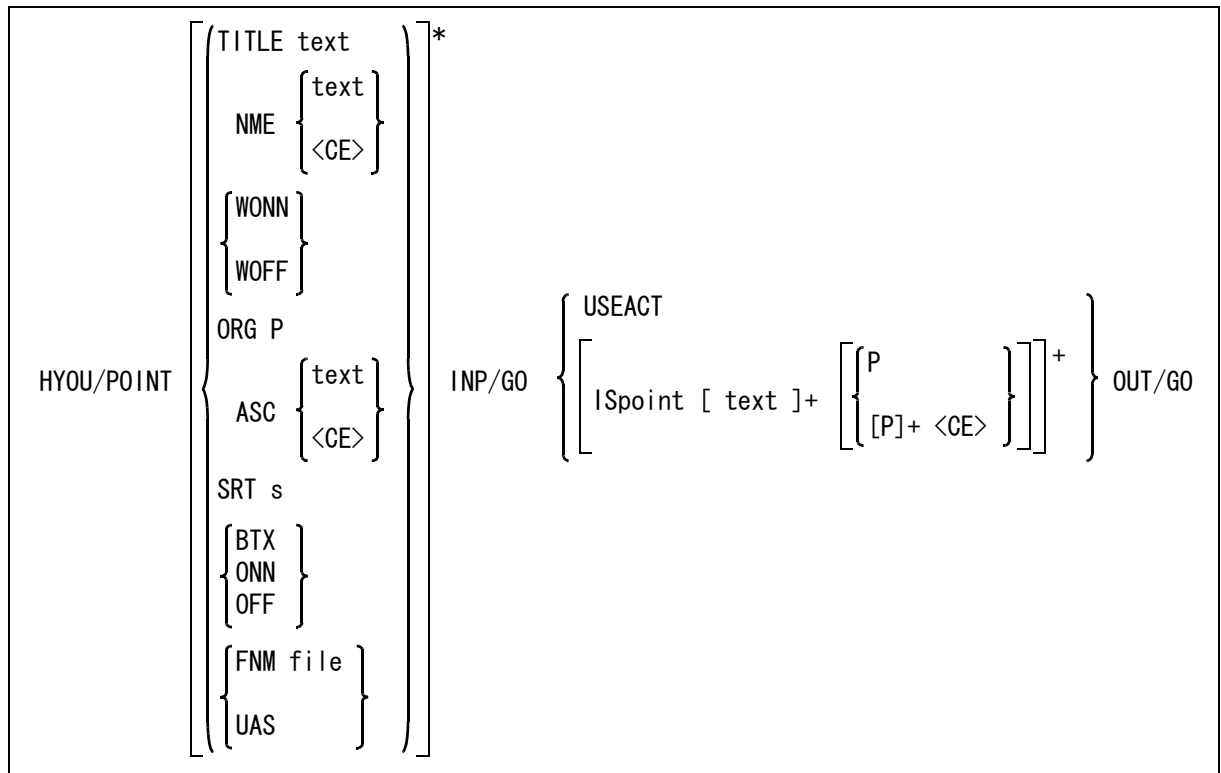 TITLE text
*
text
NME
<CE>
WONN
WOFF
USEACT
ORG P
text
P
+
HYOU/POINT
INP/GO
ISpoint [ text ]+
OUT/GO
ASC
[P]+ <CE>
<CE>
SRT s
BTX
ONN
OFF
FNM file
UAS